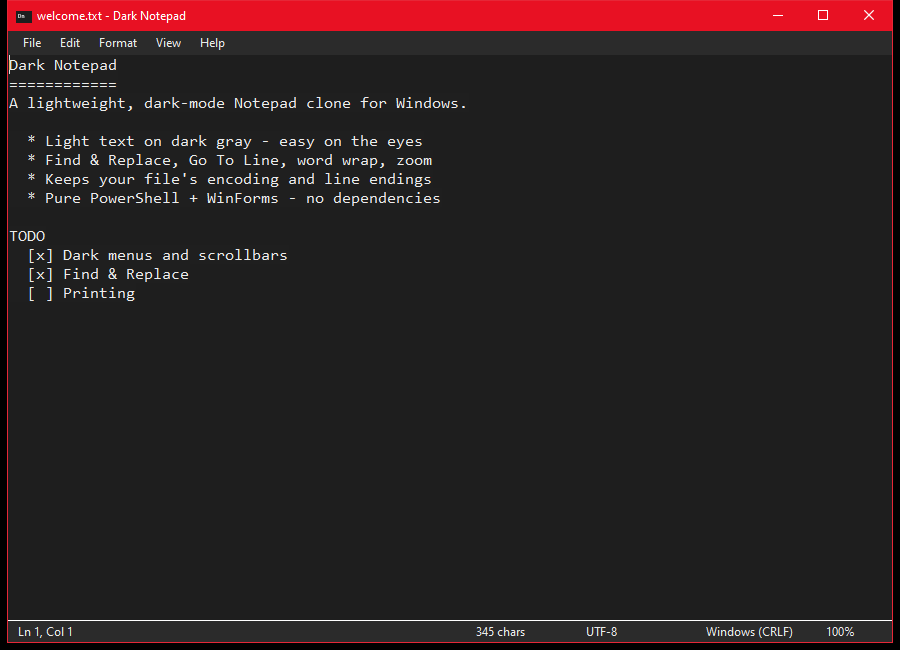 Dn welcome.txt - Dark Notepad
File Edit Format View Help
Dark Notepad
============
A lightweight, dark-mode Notepad clone for Windows.
* Light text on dark gray - easy on the eyes
* Find & Replace, Go To Line, word wrap, zoom
* Keeps your file's encoding and line endings
* Pure PowerShell + WinForms - no dependencies
TODO
[x] Dark menus and scrollbars
[x] Find & Replace
[ ] Printing
Ln 1, Col 1 345 chars UTF-8 Windows (CRLF) 100%